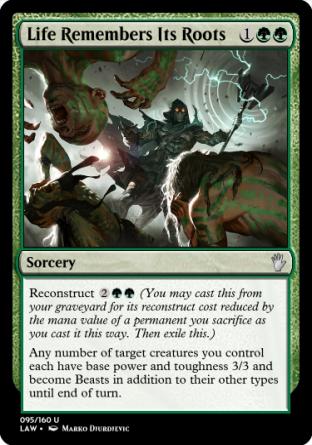 Life Remembers Its Roots 1
Sorcery
Reconstruct 2 (You may cast this from
your graveyard for its reconstruct cost reduced by
the mana value of a permanent you sacrifice as
you cast it this way. Then exile this.)
Any number of target creatures you control
each have base power and toughness 3/3 and
become Beasts in addition to their other types
until end of turn.
095/160 U
LAW • Marko Djurdjevic